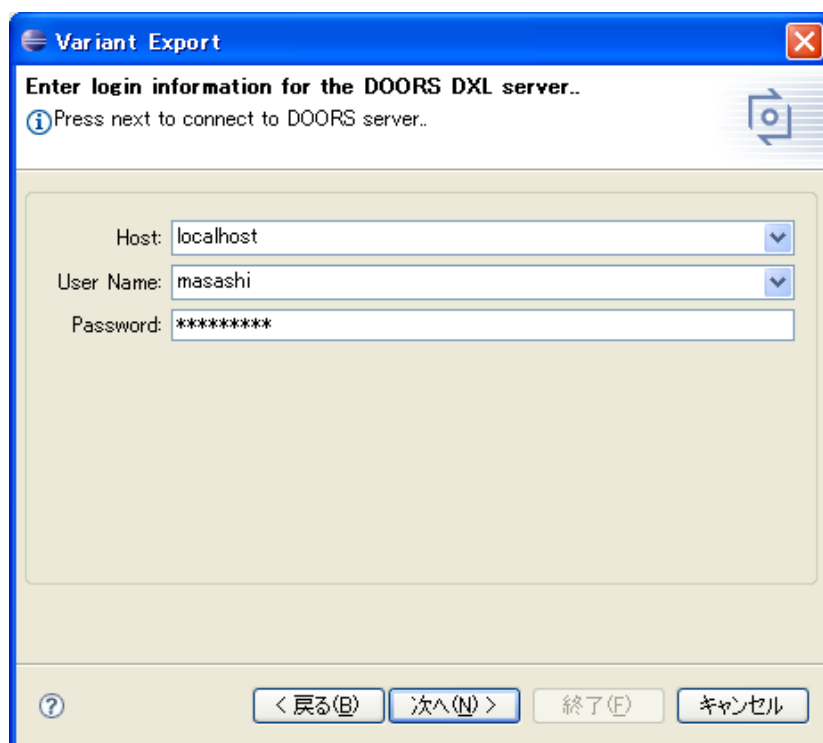 Variant Export
Enter login information for the DOORS DXL server..
Press next to connect to DOORS server..
Host: localhost
User Name: masashi
Password: *********
< 戻る(B) 次へ(N) > 終了(F) キャンセル